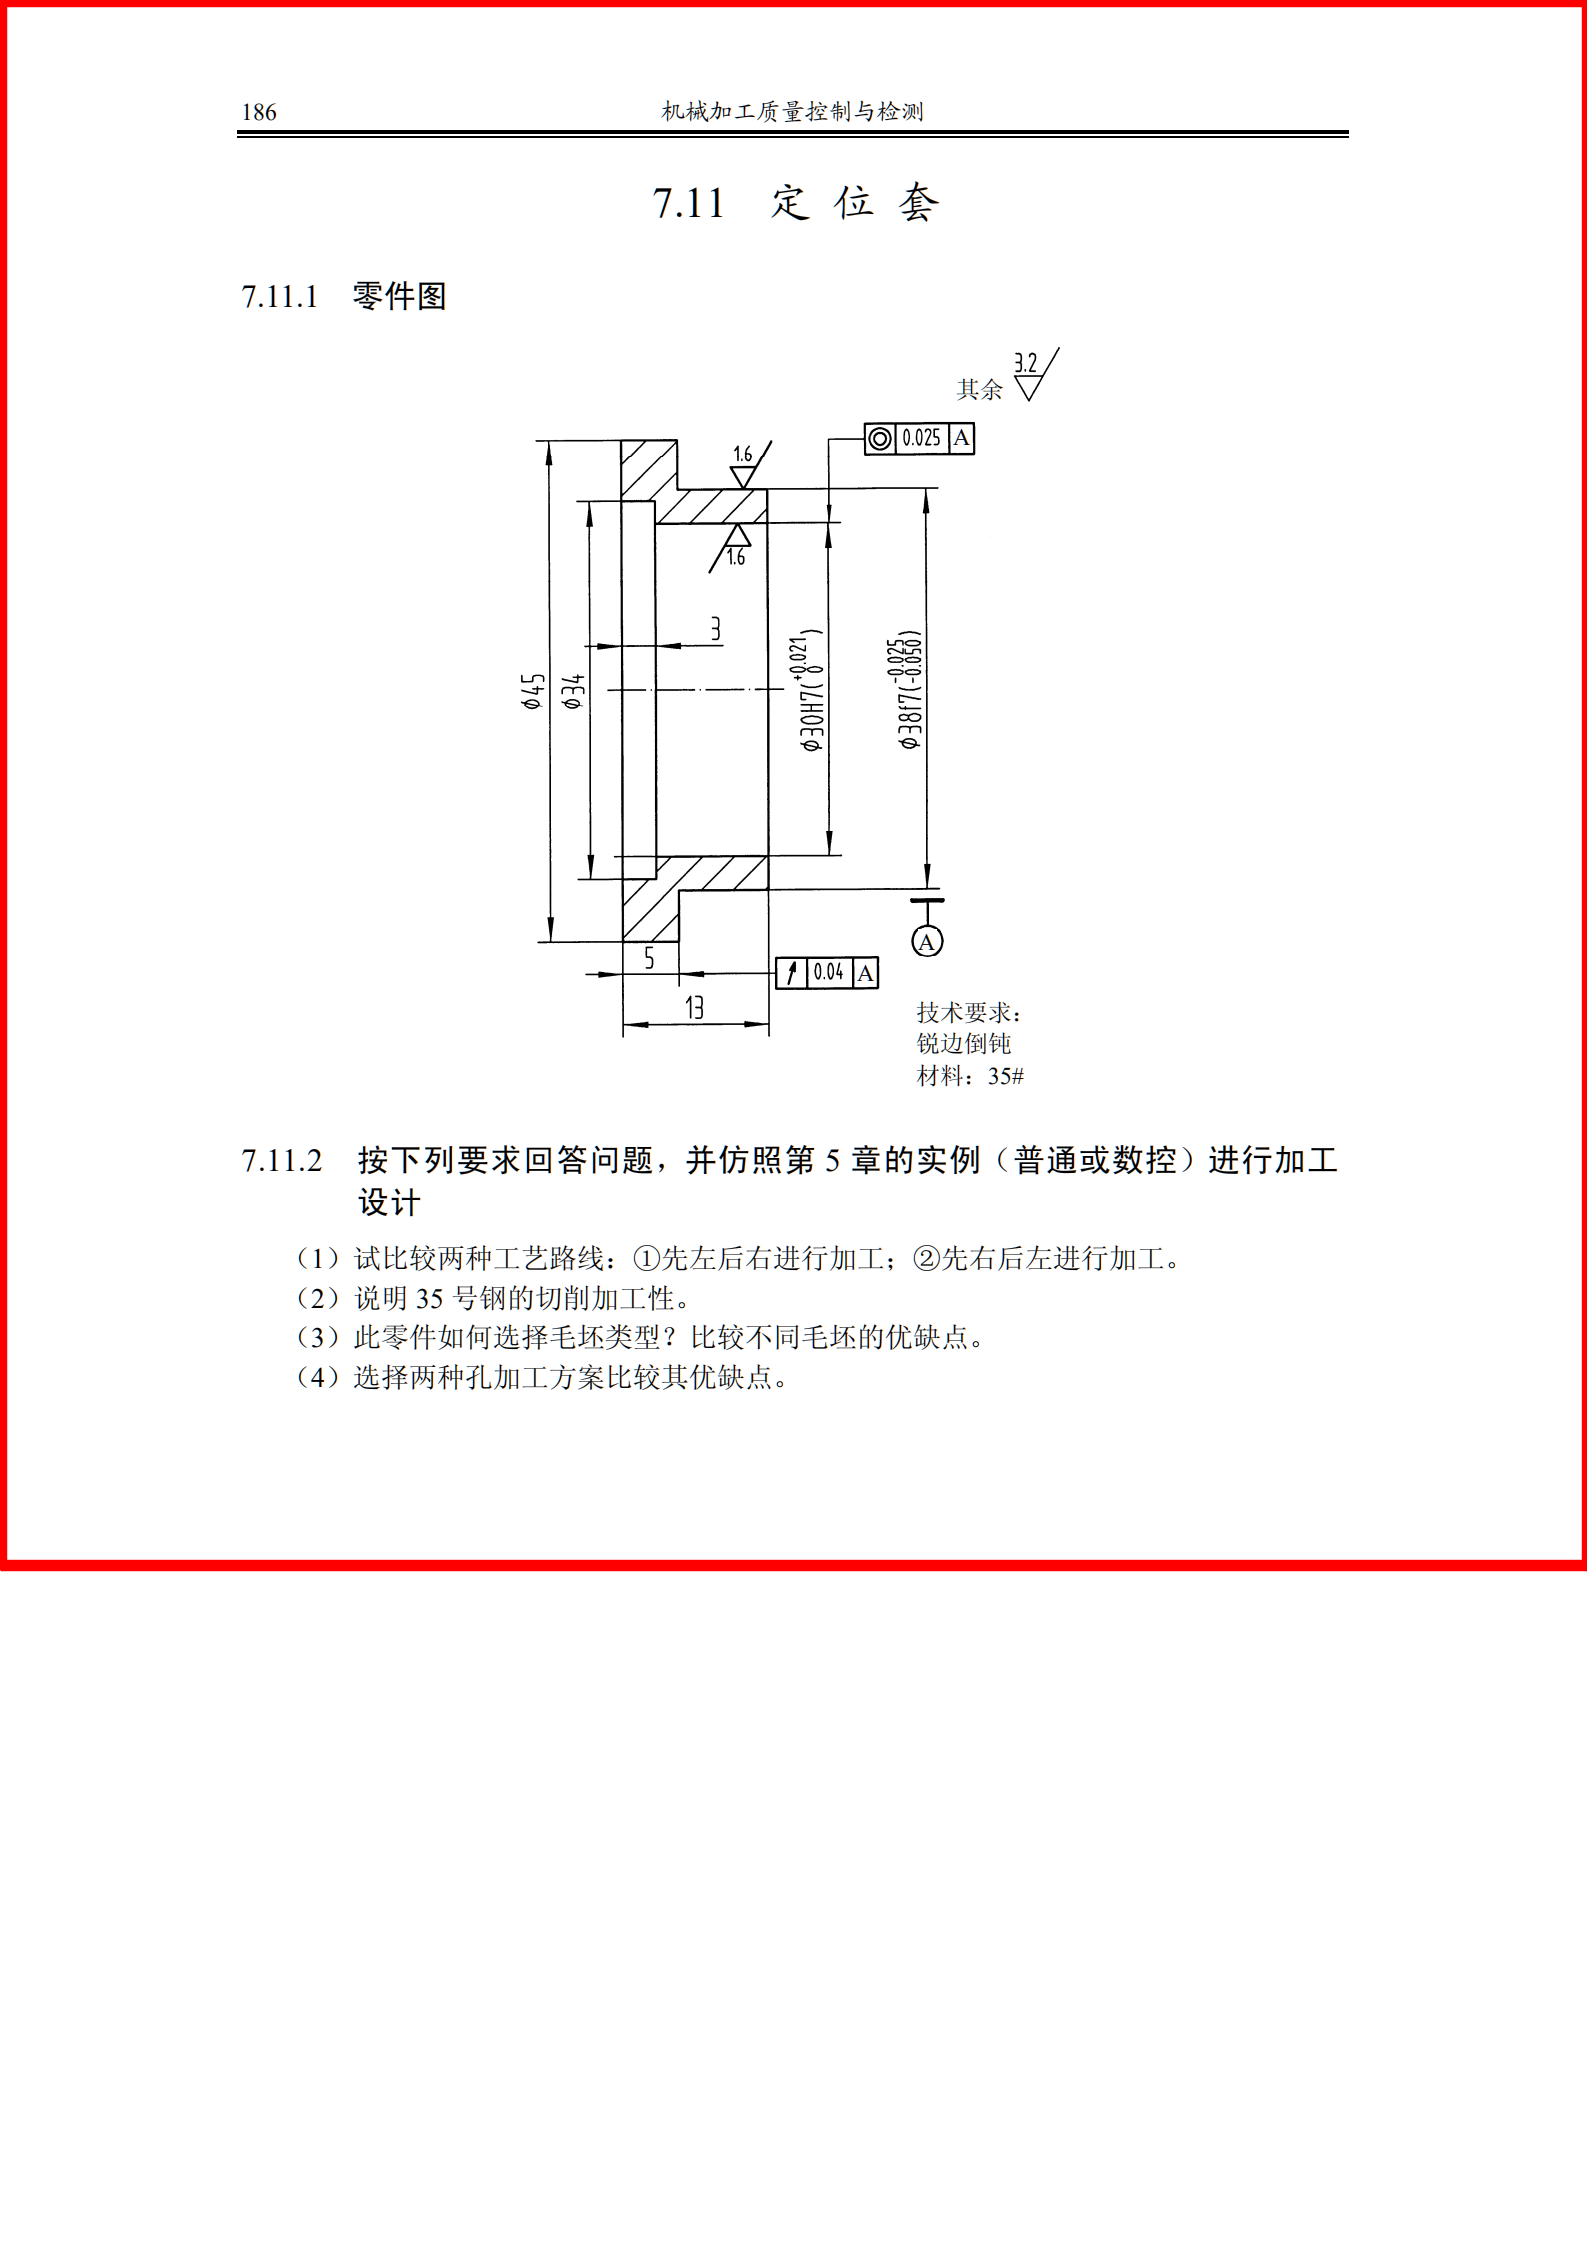 186
机械加工质量控制与检测
7.11 定位套
7.11.1 零件图
其余 3.2
◎ 0.025 A
1.6
1.6
3
φ45
φ34
φ30H7(+0.021 0)
φ38f7(-0.025 -0.050)
A
5
↗ 0.04 A
13
技术要求：
锐边倒钝
材料：35#
7.11.2 按下列要求回答问题，并仿照第 5 章的实例（普通或数控）进行加工
设计
（1）试比较两种工艺路线：①先左后右进行加工；②先右后左进行加工。
（2）说明 35 号钢的切削加工性。
（3）此零件如何选择毛坯类型？比较不同毛坯的优缺点。
（4）选择两种孔加工方案比较其优缺点。